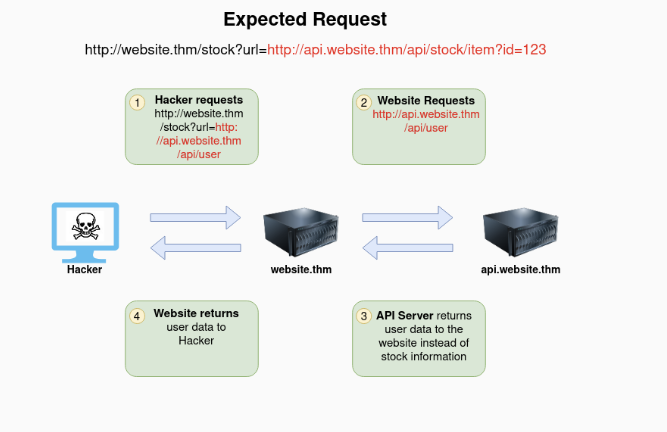 Expected Request
http://website.thm/stock?url=http://api.website.thm/api/stock/item?id=123
1
Hacker requests
http://website.thm
/stock?url=http:
//api.website.thm
/api/user
2
Website Requests
http://api.website.thm
/api/user
Hacker
website.thm
api.website.thm
4
Website returns
user data to
Hacker
3
API Server returns
user data to the
website instead of
stock information